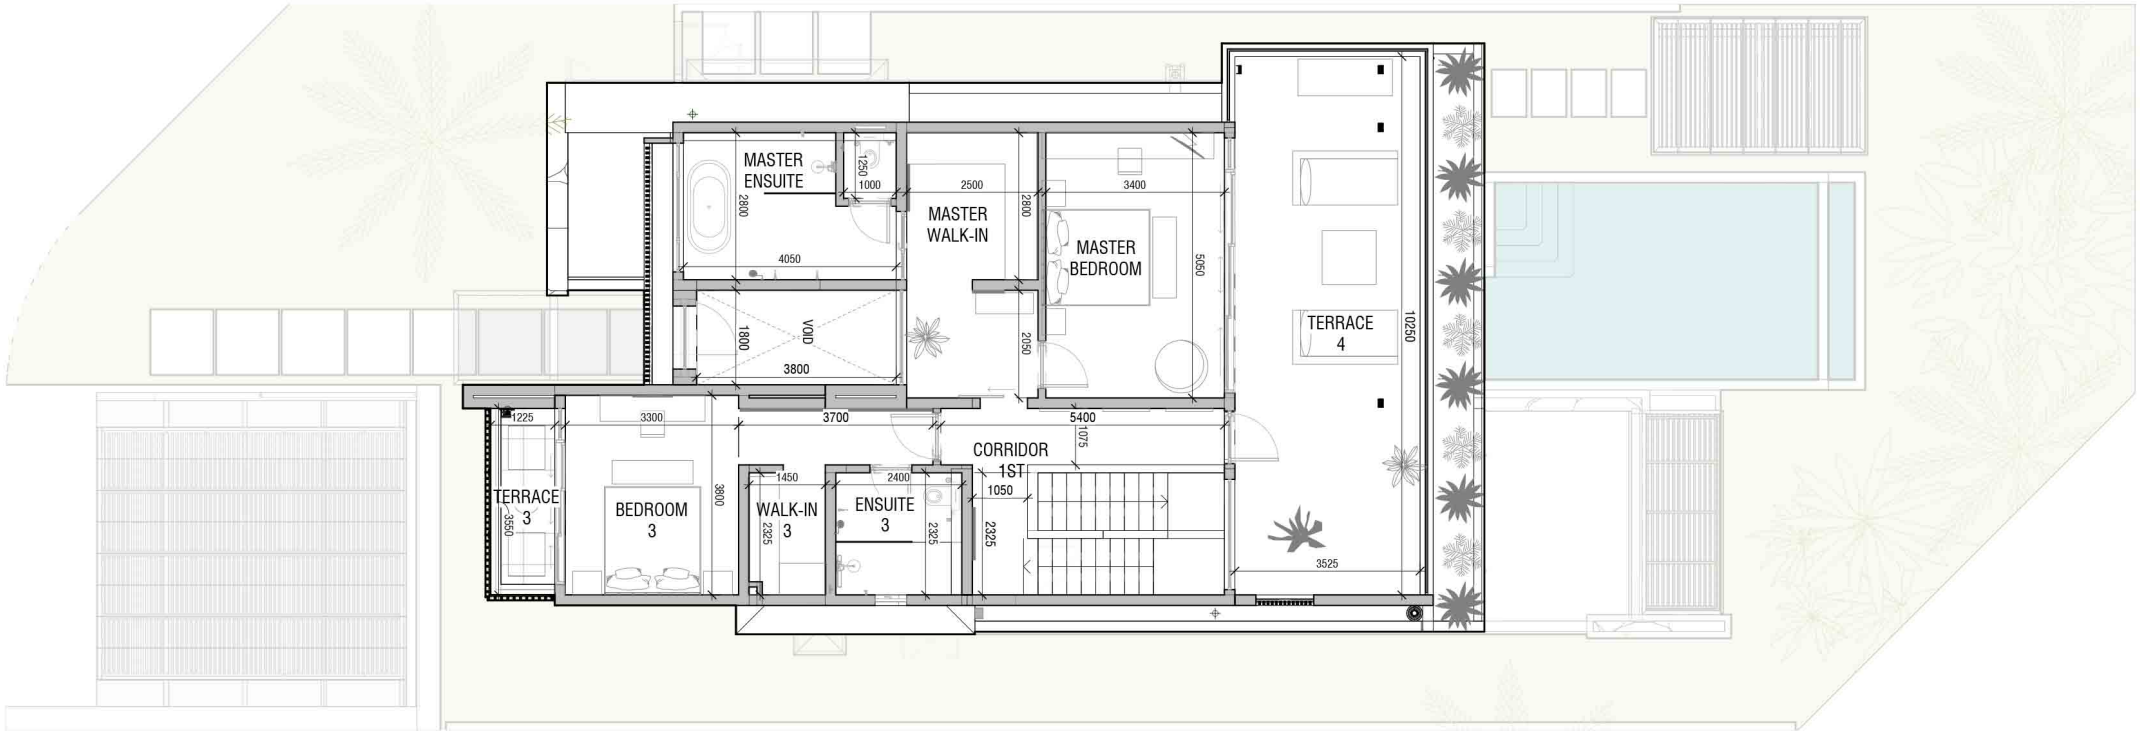 MASTER
ENSUITE
1250
1000
2800
4050
2500
2800
MASTER
WALK-IN
3400
MASTER
BEDROOM
5050
TERRACE
4
10250
3525
VOID
1800
3800
2050
1225
3300
3700
5400
1075
CORRIDOR
1ST
1050
2325
TERRACE
3
3550
BEDROOM
3
3800
1450
WALK-IN
3
2325
2400
ENSUITE
3
2325